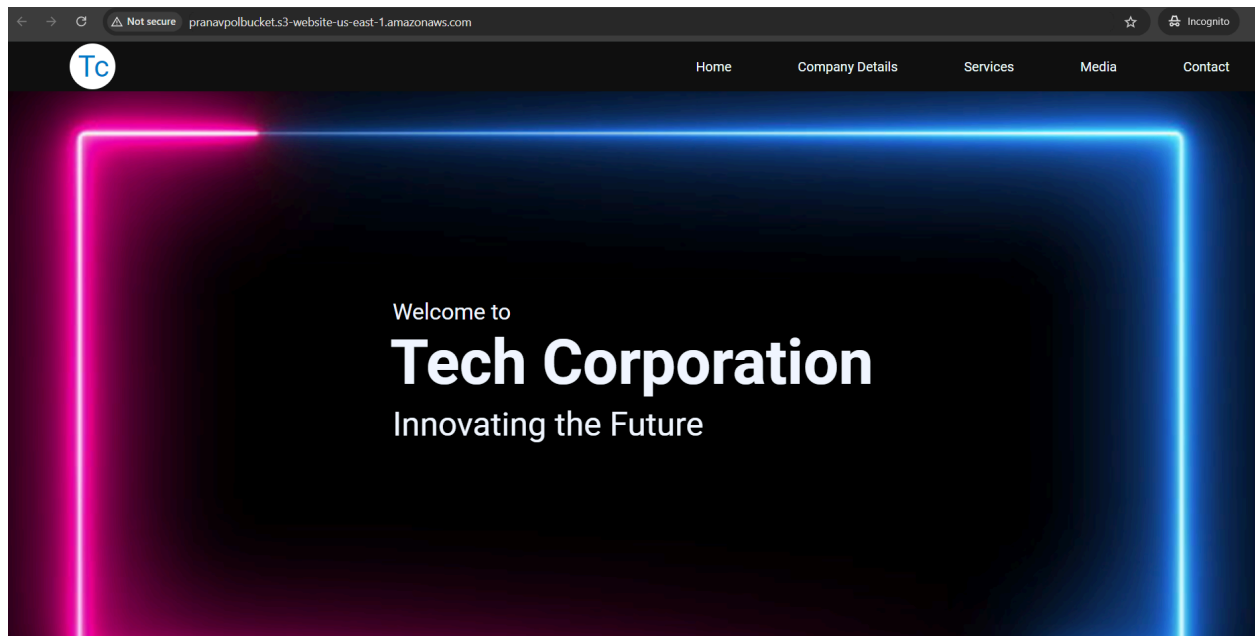 Not secure pranavpolbucket.s3-website-us-east-1.amazonaws.com Incognito
Tc Home Company Details Services Media Contact
Welcome to
Tech Corporation
Innovating the Future